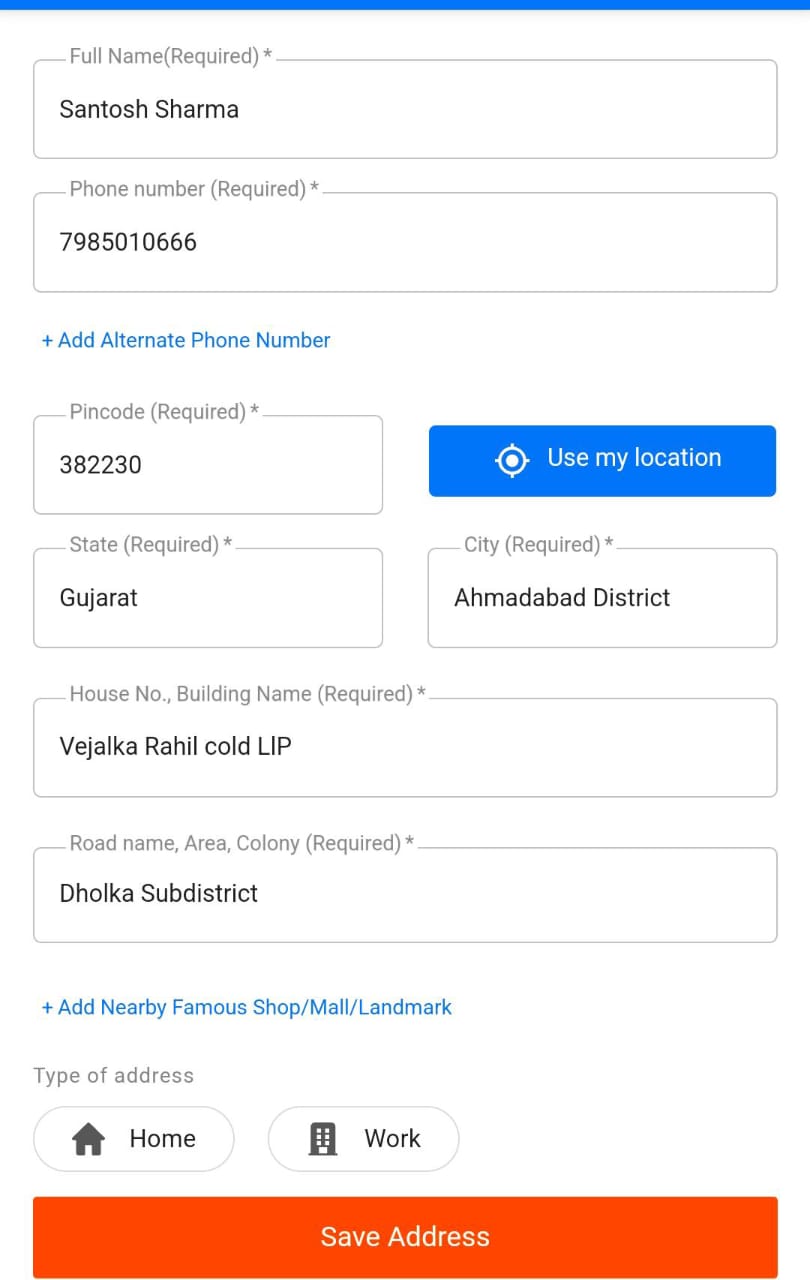 Full Name(Required) *
Santosh Sharma
Phone number (Required) *
7985010666
+ Add Alternate Phone Number
Pincode (Required) *
382230
Use my location
State (Required) *
Gujarat
City (Required) *
Ahmadabad District
House No., Building Name (Required) *
Vejalka Rahil cold LlP
Road name, Area, Colony (Required) *
Dholka Subdistrict
+ Add Nearby Famous Shop/Mall/Landmark
Type of address
Home
Work
Save Address